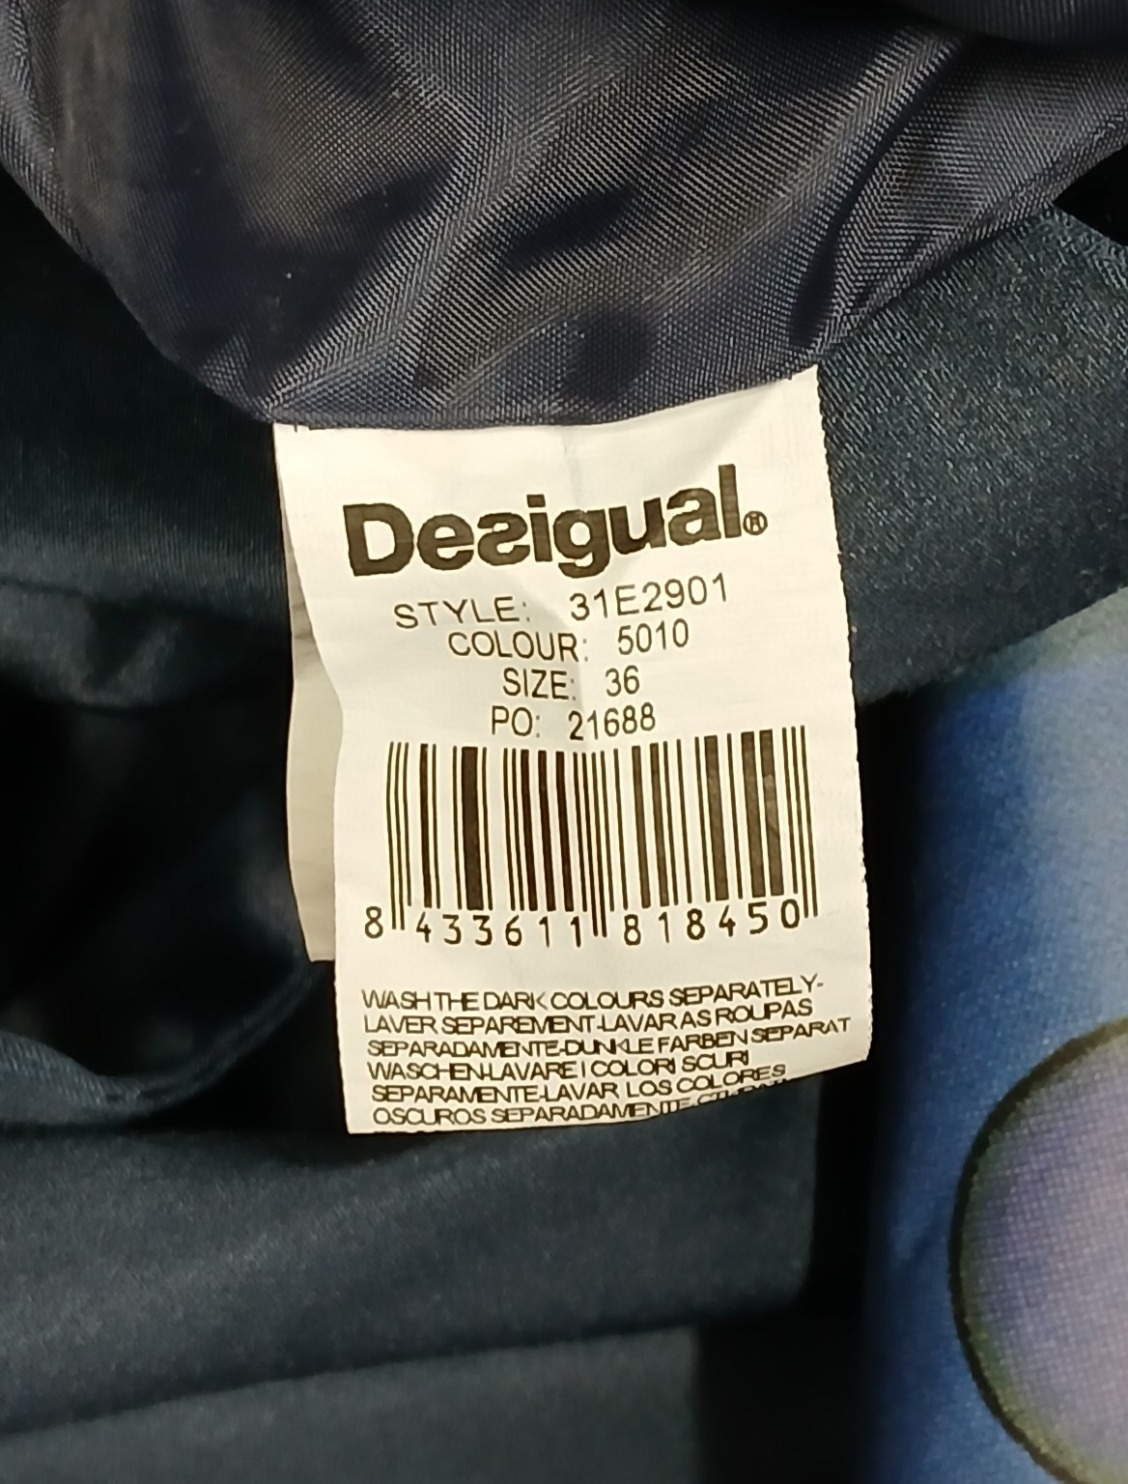 Desigual®
STYLE: 31E2901
COLOUR: 5010
SIZE: 36
PO: 21688
8 433611 818450
WASH THE DARK COLOURS SEPARATELY-
LAVER SEPAREMENT-LAVAR AS ROUPAS
SEPARADAMENTE-DUNKLE FARBEN SEPARAT
WASCHEN-LAVARE I COLORI SCURI
SEPARAMENTE-LAVAR LOS COLORES
OSCUROS SEPARADAMENTE